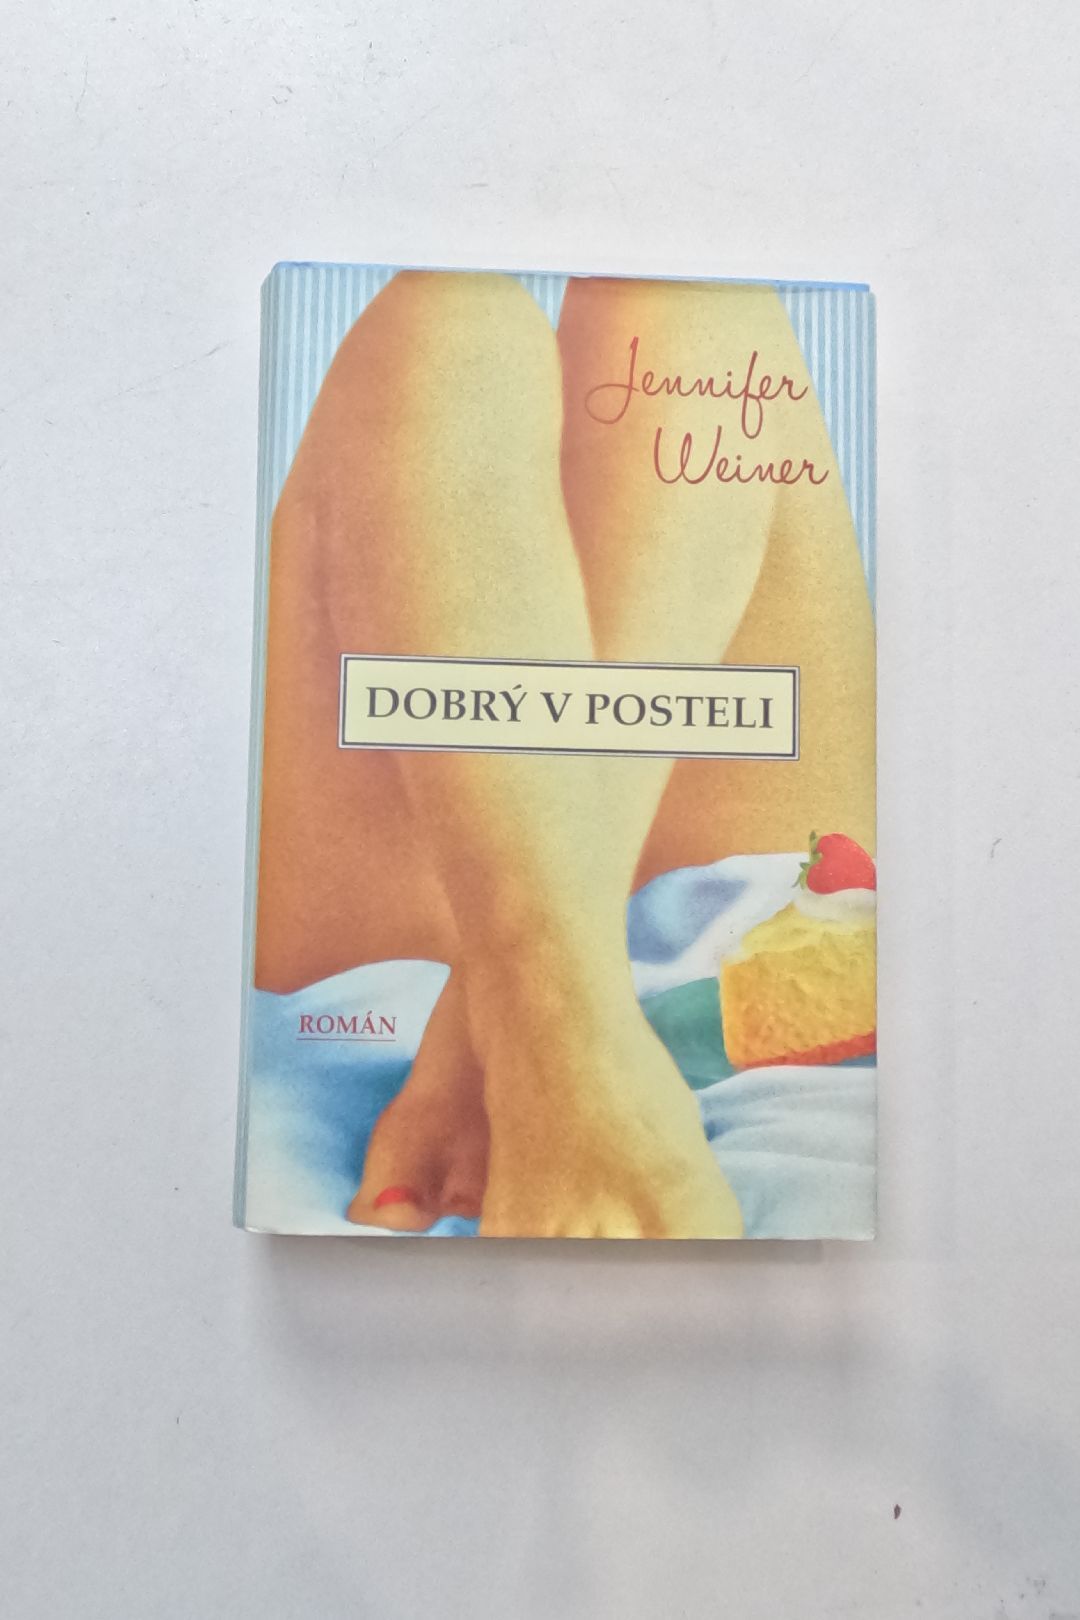 Jennifer
Weiner
DOBRÝ V POSTELI
ROMÁN